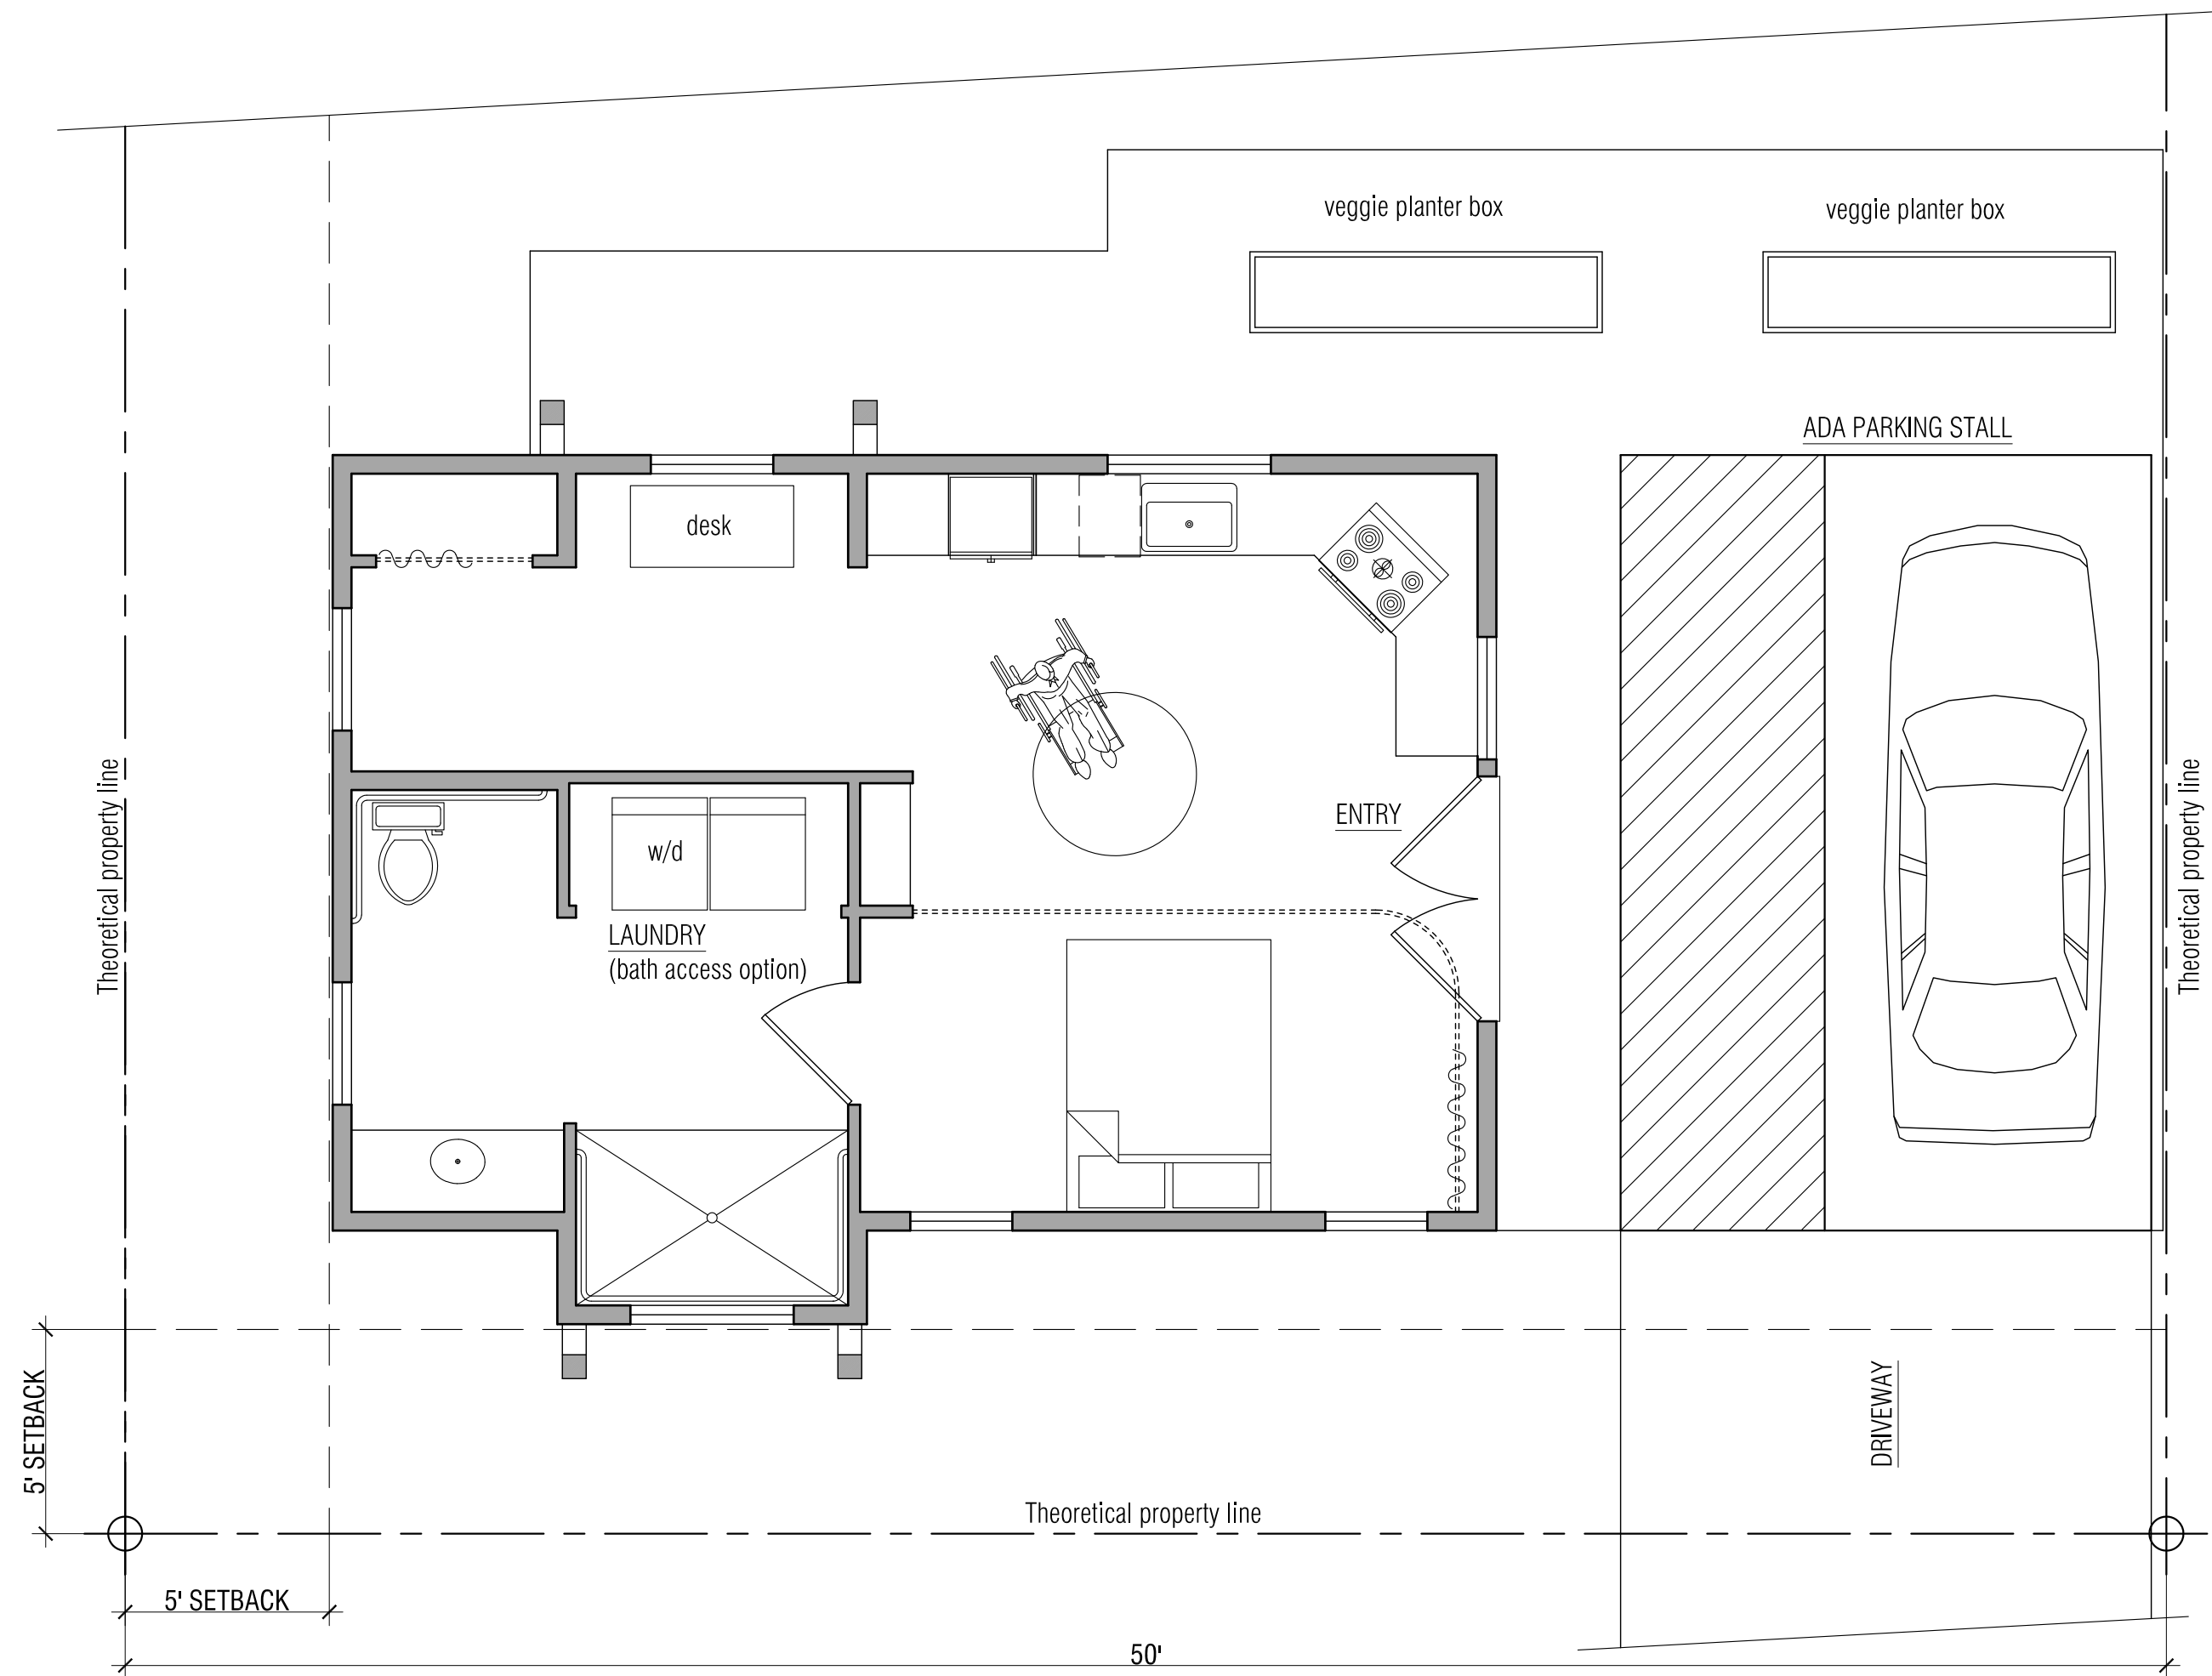 veggie planter box
veggie planter box
ADA PARKING STALL
desk
Theoretical property line
Theoretical property line
ENTRY
w/d
LAUNDRY
(bath access option)
5' SETBACK
DRIVEWAY
Theoretical property line
5' SETBACK
50'